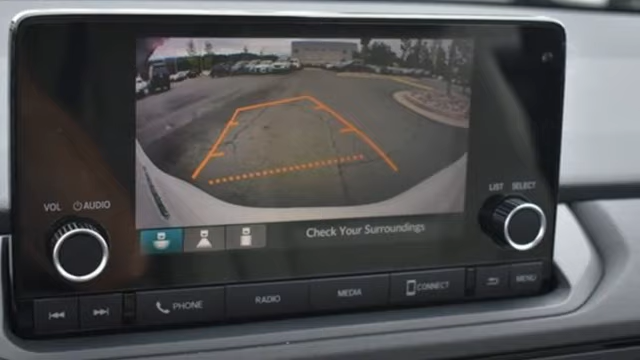 VOL AUDIO
LIST SELECT
Check Your Surroundings
PHONE
RADIO
MEDIA
CONNECT
MENU